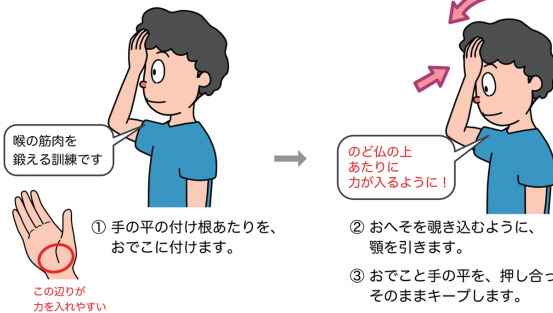 喉の筋肉を
鍛える訓練です
① 手の平の付け根あたりを、
おでこに付けます。
この辺りが
力を入れやすい
のど仏の上
あたりに
力が入るように！
② おへそを覗き込むように、
顎を引きます。
③ おでこと手の平を、押し合っ
そのままキープします。